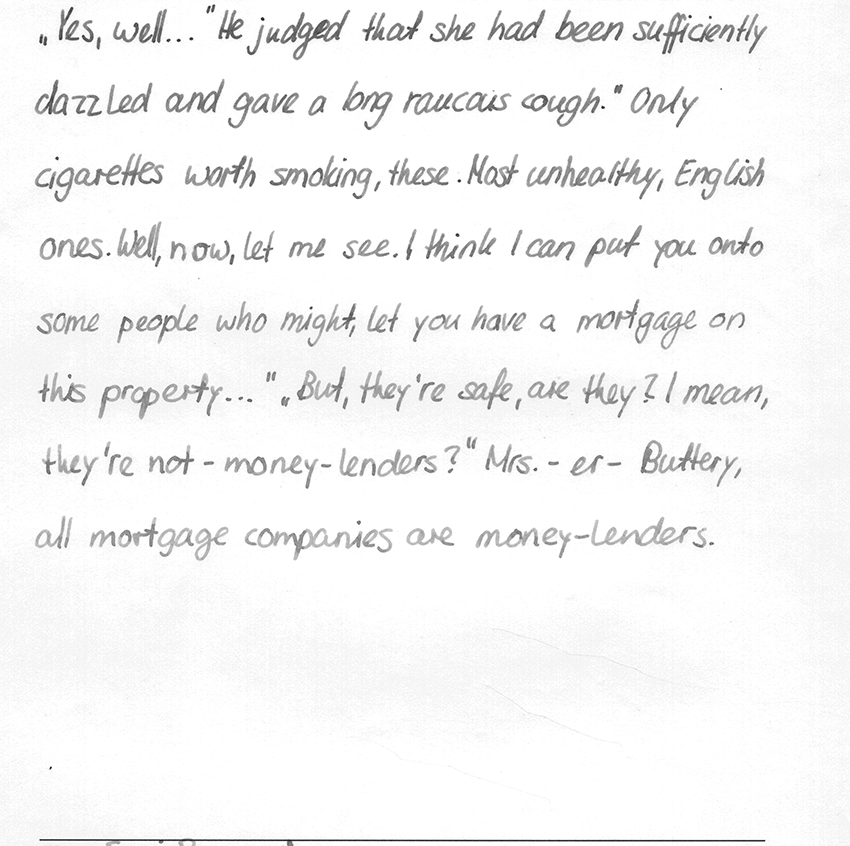 „Yes, well..." He judged that she had been sufficiently
dazzled and gave a long raucous cough." Only
cigarettes worth smoking, these. Most unhealthy, English
ones. Well, now, let me see. I think I can put you onto
some people who might, let you have a mortgage on
this property..." „But, they're safe, are they? I mean,
they're not - money-lenders?" Mrs. - er - Buttery,
all mortgage companies are money-lenders.